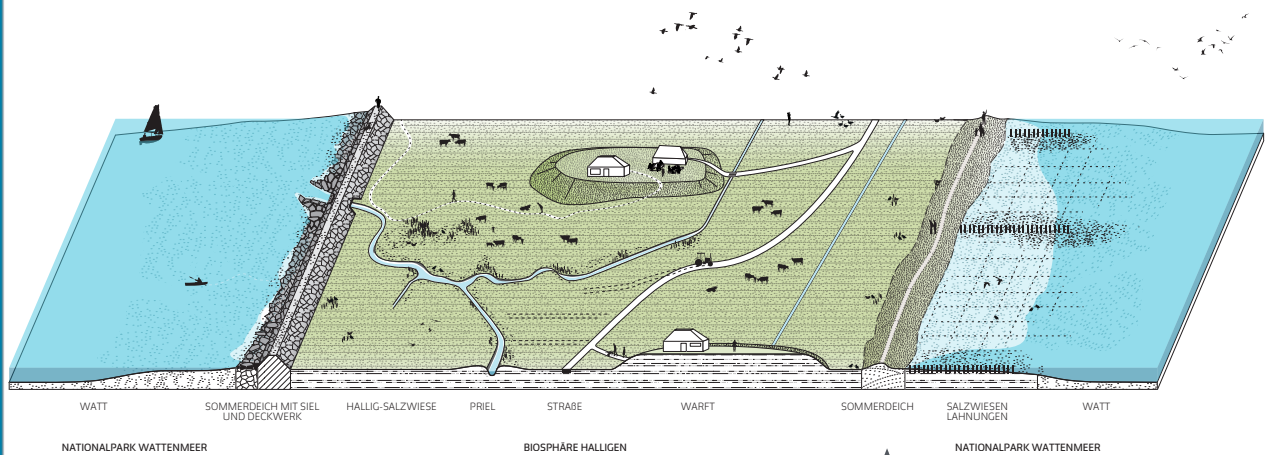 WATT
SOMMERDEICH MIT SIEL
UND DECKWERK
HALLIG-SALZWIESE
PRIEL
STRAßE
WARFT
SOMMERDEICH
SALZWIESEN
LAHNUNGEN
WATT
NATIONALPARK WATTENMEER
BIOSPHÄRE HALLIGEN
NATIONALPARK WATTENMEER